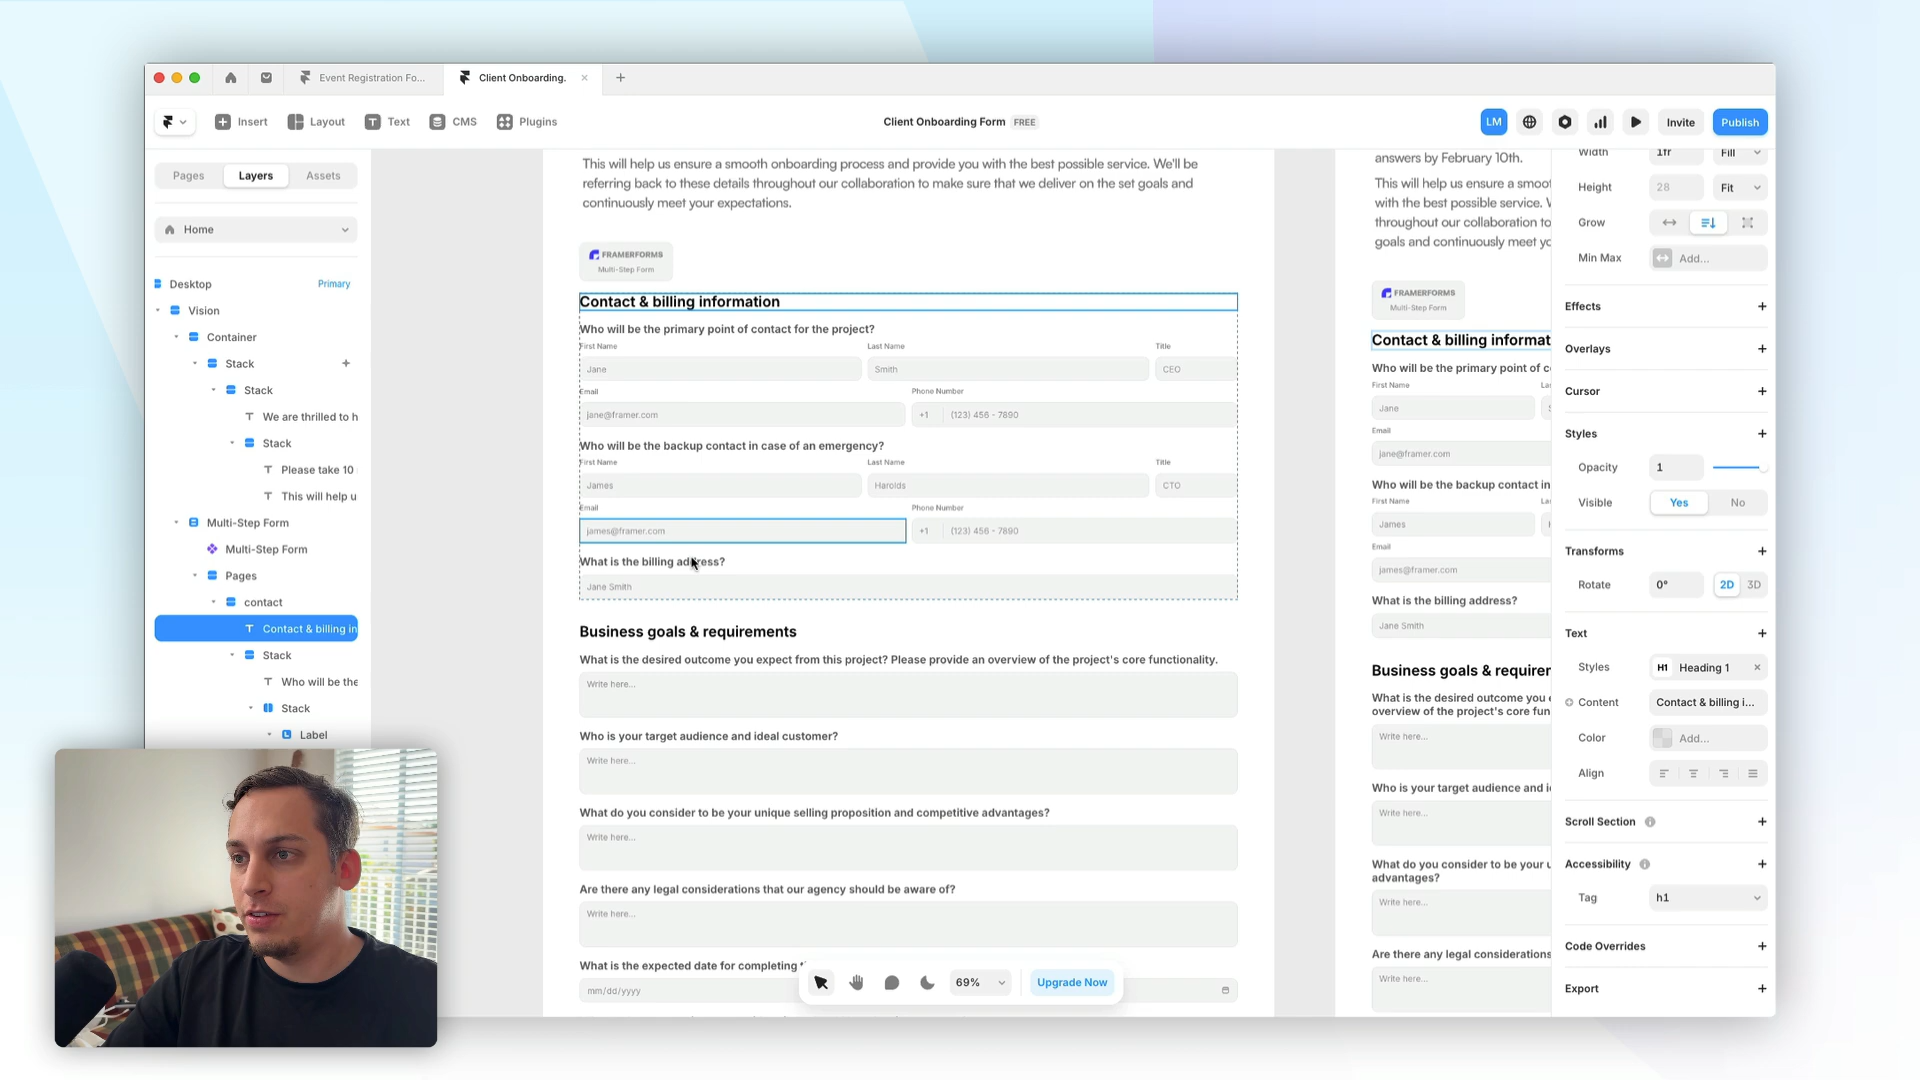 Event Registration Fo...
Client Onboarding.
Insert
Layout
Text
CMS
Plugins
Client Onboarding Form FREE
LM
Invite
Publish
Pages
Layers
Assets
Home
Desktop
Primary
Vision
Container
Stack
Stack
We are thrilled to h
Stack
Please take 10
This will help u
Multi-Step Form
Multi-Step Form
Pages
contact
Contact & billing in
Stack
Who will be the
Stack
Label
This will help us ensure a smooth onboarding process and provide you with the best possible service. We'll be
referring back to these details throughout our collaboration to make sure that we deliver on the set goals and
continuously meet your expectations.
FRAMERFORMS
Multi-Step Form
Contact & billing information
Who will be the primary point of contact for the project?
First Name
Last Name
Title
Jane
Smith
CEO
Email
Phone Number
jane@framer.com
+1
(123) 456 - 7890
Who will be the backup contact in case of an emergency?
First Name
Last Name
Title
James
Harolds
CTO
Email
Phone Number
james@framer.com
+1
(123) 456 - 7890
What is the billing address?
Jane Smith
Business goals & requirements
What is the desired outcome you expect from this project? Please provide an overview of the project's core functionality.
Write here...
Who is your target audience and ideal customer?
Write here...
What do you consider to be your unique selling proposition and competitive advantages?
Write here...
Are there any legal considerations that our agency should be aware of?
Write here...
What is the expected date for completing
mm/dd/yyyy
69%
Upgrade Now
answers by February 10th.
This will help us ensure a smoot
with the best possible service.
throughout our collaboration to
goals and continuously meet yo
FRAMERFORMS
Multi-Step Form
Contact & billing informat
Who will be the primary point of c
First Name
Jane
Email
jane@framer.com
Who will be the backup contact in
First Name
James
Email
james@framer.com
What is the billing address?
Jane Smith
Business goals & requirer
What is the desired outcome you
overview of the project's core fun
Write here...
Who is your target audience and i
Write here...
What do you consider to be your u
advantages?
Write here...
Are there any legal considerations
Write here...
Width
1fr
Fill
Height
28
Fit
Grow
Min Max
Add...
Effects
Overlays
Cursor
Styles
Opacity
1
Visible
Yes
No
Transforms
Rotate
0°
2D
3D
Text
Styles
H1 Heading 1
Content
Contact & billing i...
Color
Add...
Align
Scroll Section
Accessibility
Tag
h1
Code Overrides
Export